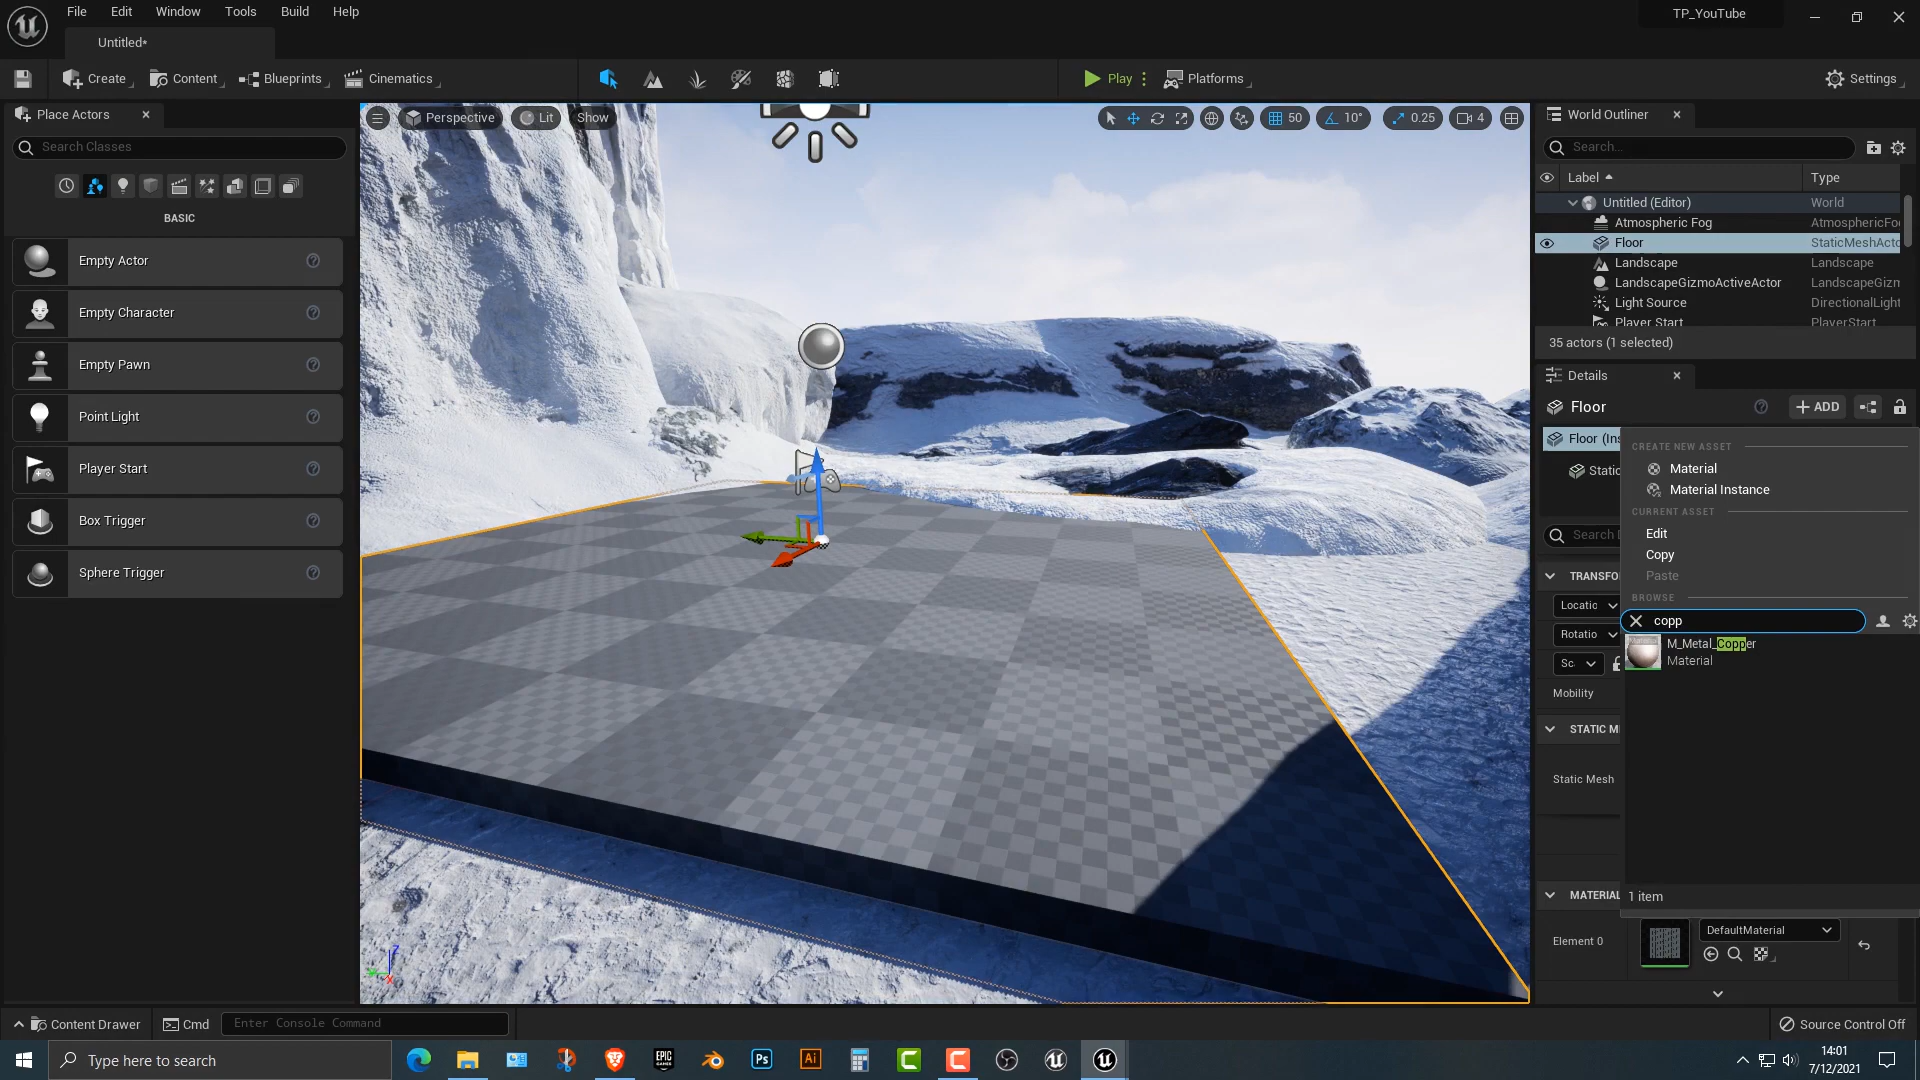 File Edit Window Tools Build Help
TP_YouTube
Untitled*
Create Content Blueprints Cinematics
Play Platforms
Settings
Place Actors
Search Classes
BASIC
Empty Actor
Empty Character
Empty Pawn
Point Light
Player Start
Box Trigger
Sphere Trigger
Perspective Lit Show
50 10° 0.25 4
Z
X
World Outliner
Search...
Label Type
Untitled (Editor) World
Atmospheric Fog AtmosphericFo
Floor StaticMeshActo
Landscape Landscape
LandscapeGizmoActiveActor LandscapeGizm
Light Source DirectionalLight
Player Start PlayerStart
35 actors (1 selected)
Details
Floor
ADD
Floor (Ins
Static
Search
TRANSFO
Locatio
Rotatio
Sc
Mobility
STATIC M
Static Mesh
MATERIAL
Element 0
DefaultMaterial
CREATE NEW ASSET
Material
Material Instance
CURRENT ASSET
Edit
Copy
Paste
BROWSE
copp
M_Metal_Copper
Material
1 item
Content Drawer Cmd Enter Console Command
Source Control Off
Type here to search
EPIC GAMES
Ps
Ai
14:01
7/12/2021